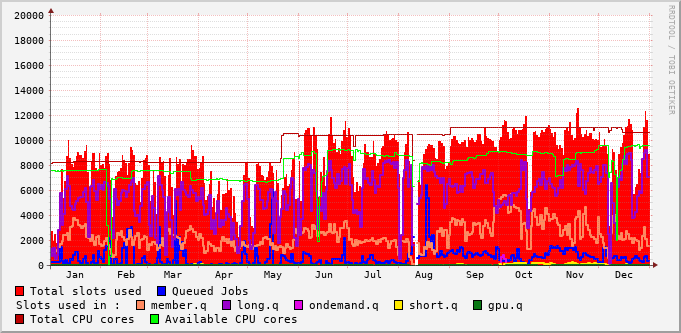 20000
18000
16000
14000
12000
10000
8000
6000
4000
2000
0
Jan Feb Mar Apr May Jun Jul Aug Sep Oct Nov Dec
RRDTOOL / TOBI OETIKER
Total slots used Queued Jobs
Slots used in : member.q long.q ondemand.q short.q gpu.q
Total CPU cores Available CPU cores